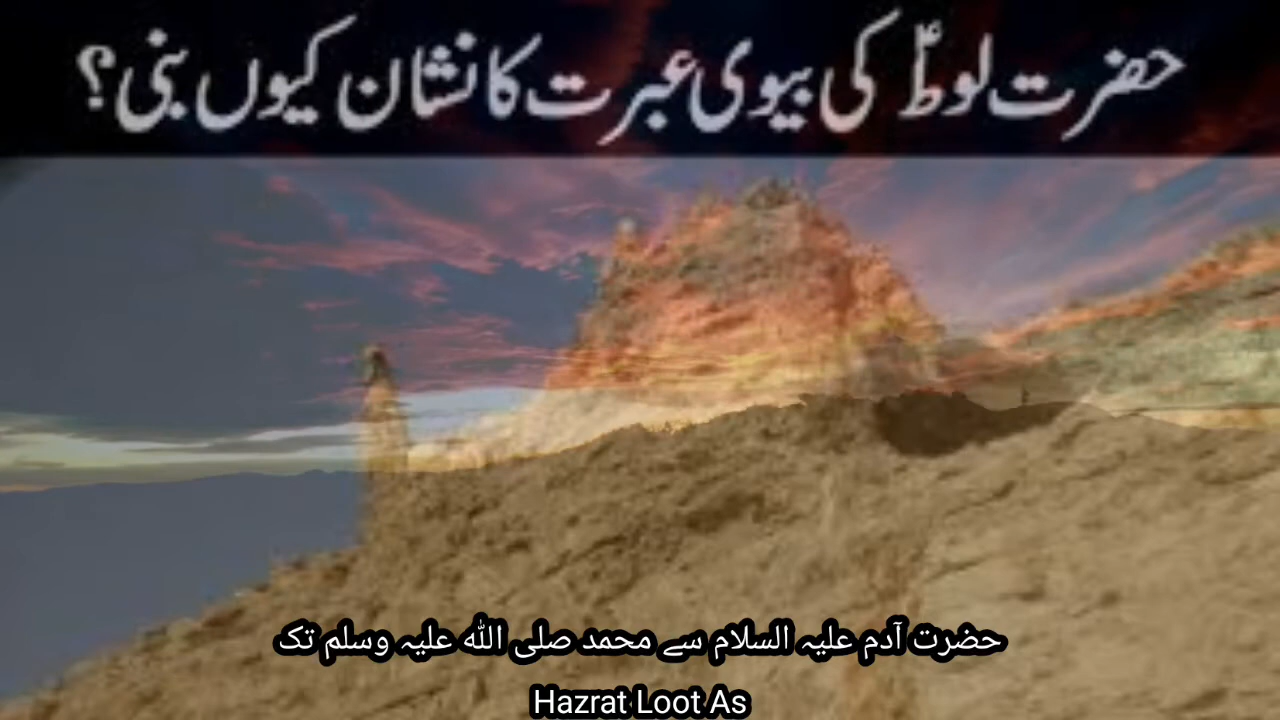 حضرت لوطؑ کی بیوی عبرت کا نشان کیوں بنی؟
حضرت آدم علیہ السلام سے محمد صلی اللہ علیہ وسلم تک
Hazrat Loot As